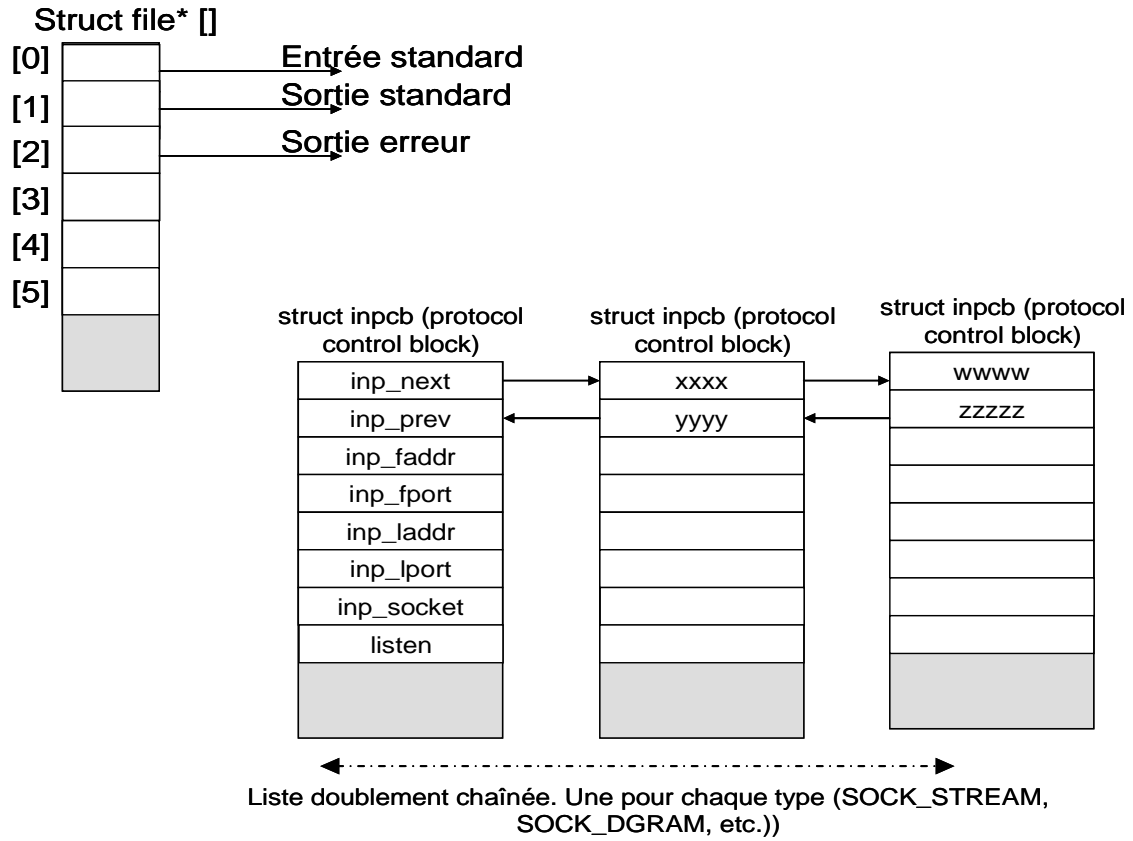 Struct file* []
[0]
Entrée standard
[1]
Sortie standard
[2]
Sortie erreur
[3]
[4]
[5]
struct inpcb (protocol
control block)
inp_next
inp_prev
inp_faddr
inp_fport
inp_laddr
inp_lport
inp_socket
listen
struct inpcb (protocol
control block)
xxxx
yyyy
struct inpcb (protocol
control block)
wwww
zzzzz
Liste doublement chaînée. Une pour chaque type (SOCK_STREAM,
SOCK_DGRAM, etc.))